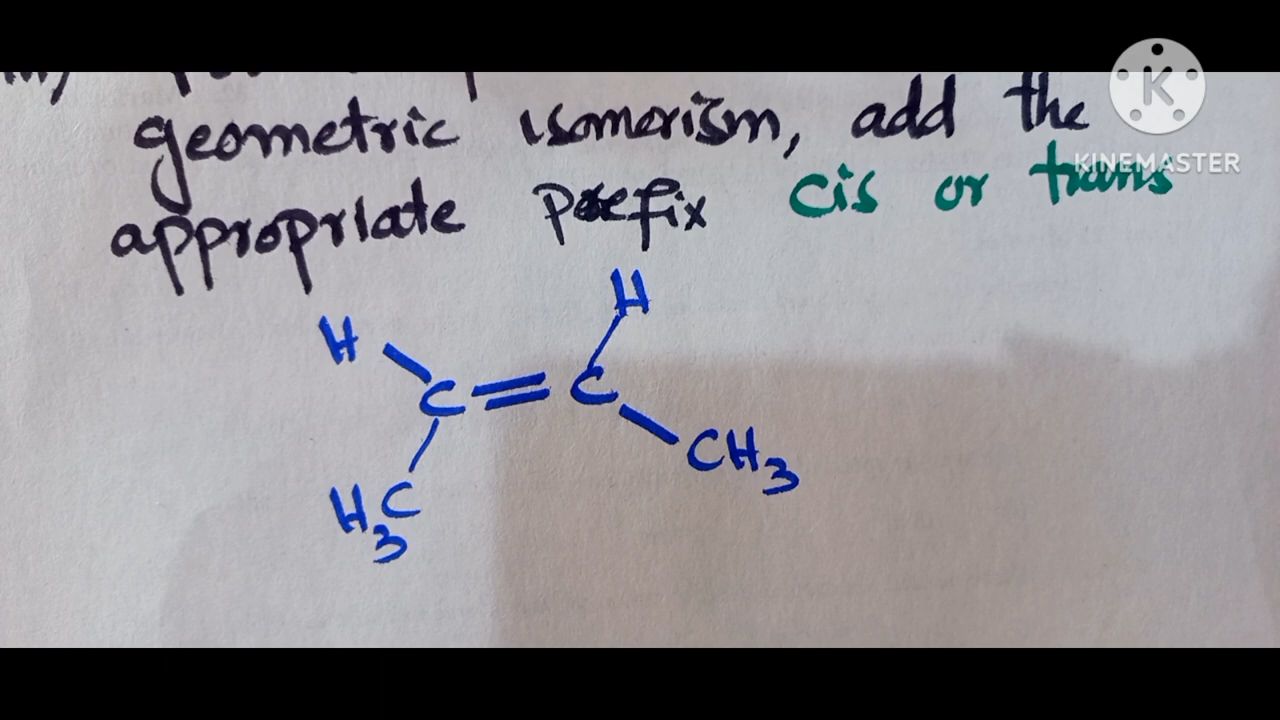 geometric isomerism, add the
KINEMASTER
appropriate prefix cis or trans
H
H
C=C
CH3
H3C